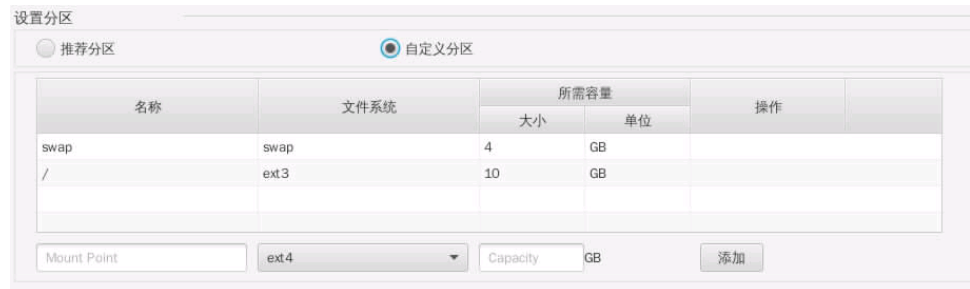 设置分区
推荐分区 自定义分区
名称 文件系统 所需容量 操作
大小 单位
swap swap 4 GB
/ ext3 10 GB
Mount Point ext4 Capacity GB 添加